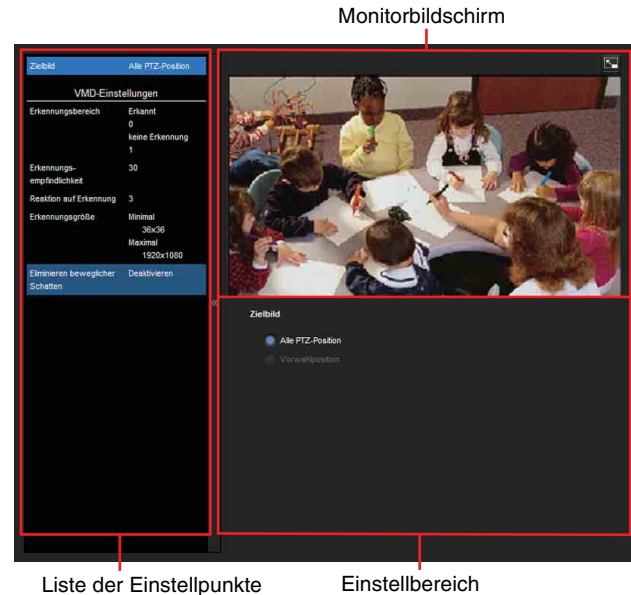 Monitorbildschirm
Zielbild Alle PTZ-Position
VMD-Einstellungen
Erkennungsbereich Erkannt
0
keine Erkennung
1
Erkennungs- 30
empfindlichkeit
Reaktion auf Erkennung 3
Erkennungsgröße Minimal
36x36
Maximal
1920x1080
Eliminieren beweglicher Deaktivieren
Schatten
Zielbild
Alle PTZ-Position
Vorwahlposition
Liste der Einstellpunkte
Einstellbereich